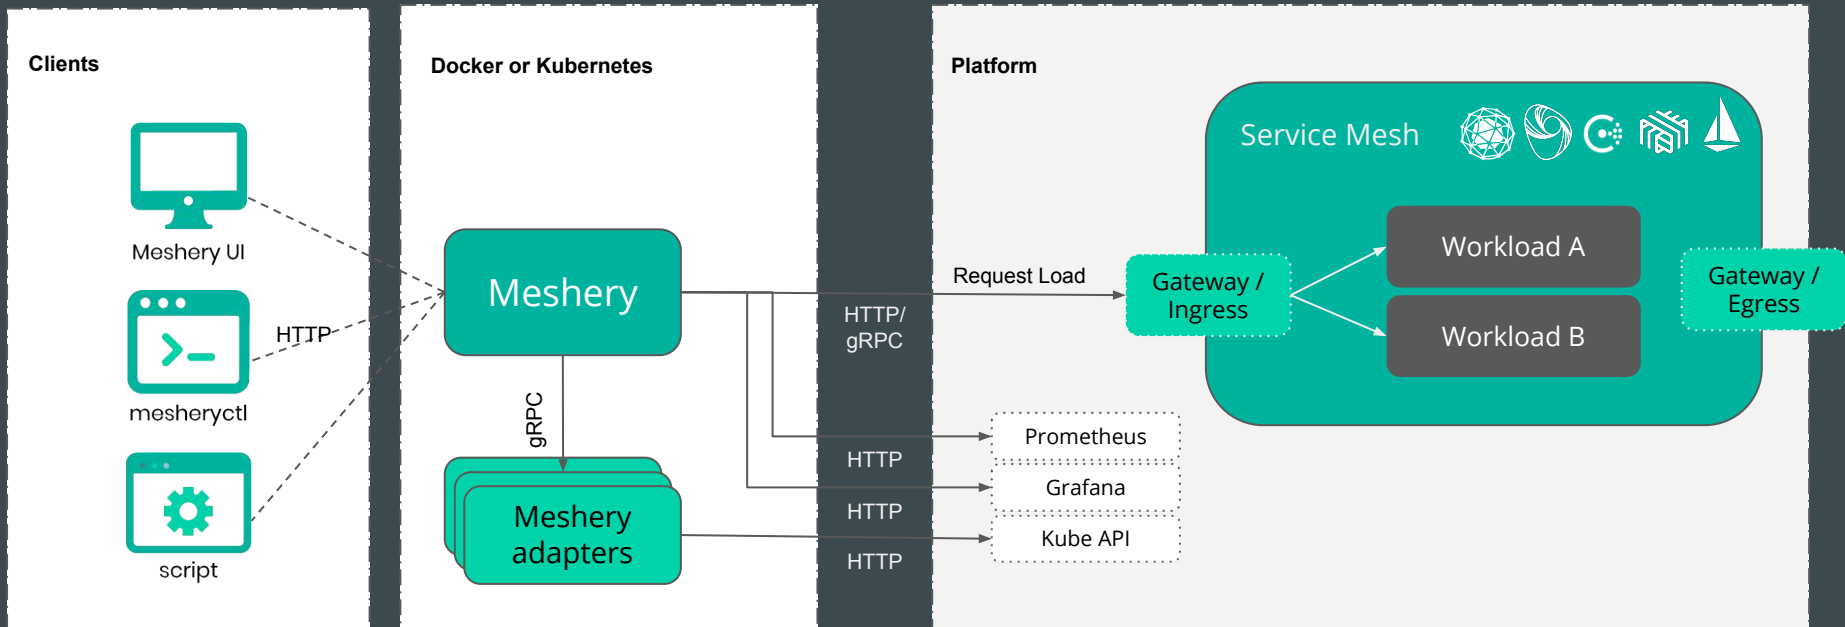 Clients
Meshery UI
HTTP
mesheryctl
script
Docker or Kubernetes
Meshery
gRPC
Meshery
adapters
HTTP/
gRPC
HTTP
HTTP
HTTP
Platform
Request Load
Service Mesh
Gateway /
Ingress
Workload A
Workload B
Gateway /
Egress
Prometheus
Grafana
Kube API